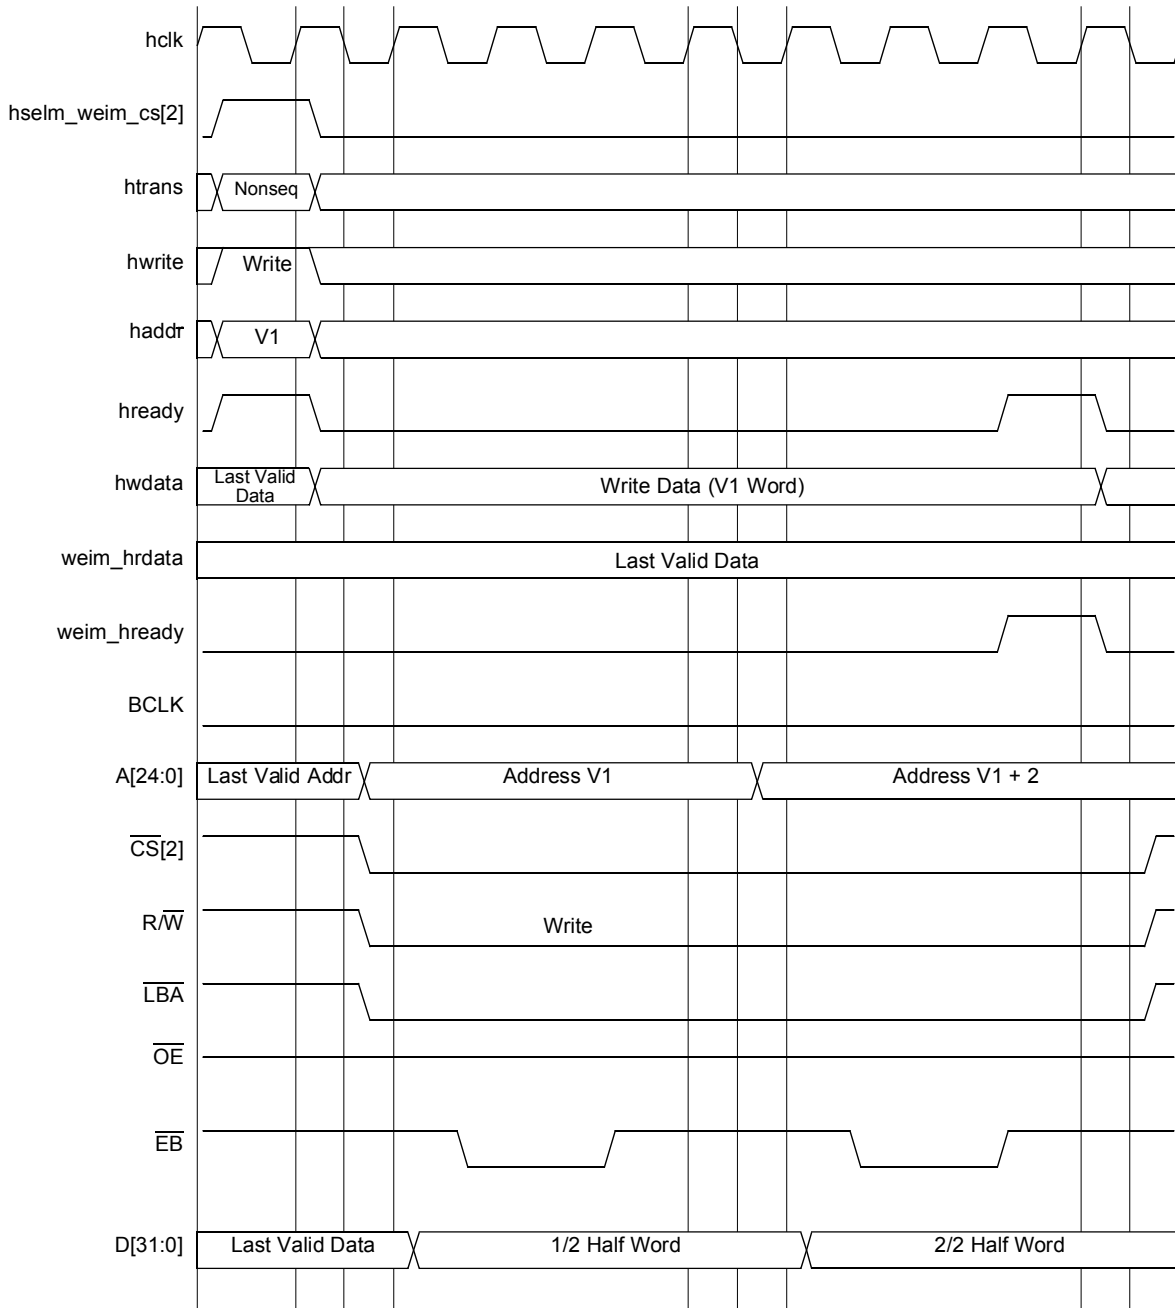 hclk
hselm_weim_cs[2]
htrans
Nonseq
hwrite
Write
haddr
V1
hready
hwdata
Last Valid
Data
Write Data (V1 Word)
weim_hrdata
Last Valid Data
weim_hready
BCLK
A[24:0]
Last Valid Addr
Address V1
Address V1 + 2
CS[2]
R/W
Write
LBA
OE
EB
D[31:0]
Last Valid Data
1/2 Half Word
2/2 Half Word